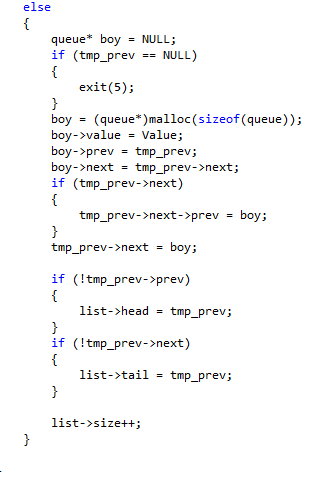 else
{
queue* boy = NULL;
if (tmp_prev == NULL)
{
exit(5);
}
boy = (queue*)malloc(sizeof(queue));
boy->value = Value;
boy->prev = tmp_prev;
boy->next = tmp_prev->next;
if (tmp_prev->next)
{
tmp_prev->next->prev = boy;
}
tmp_prev->next = boy;
if (!tmp_prev->prev)
{
list->head = tmp_prev;
}
if (!tmp_prev->next)
{
list->tail = tmp_prev;
}
list->size++;
}